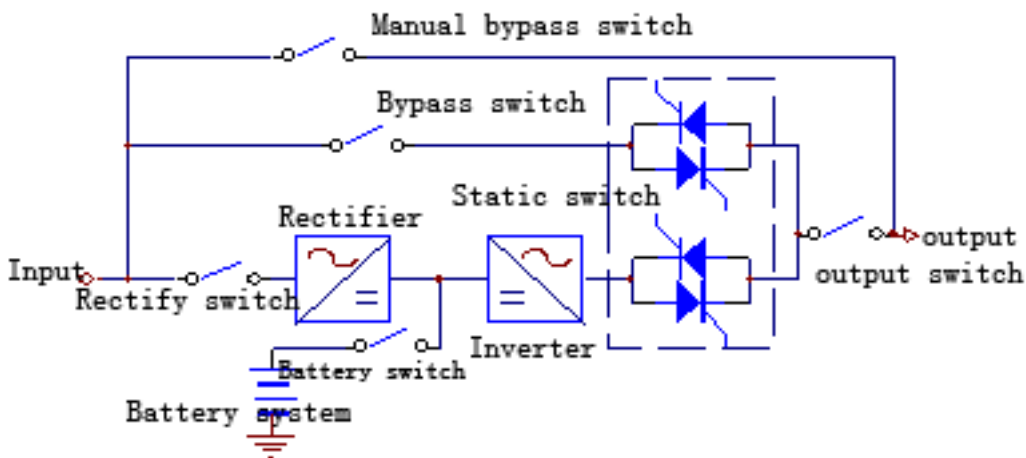 Manual bypass switch
Bypass switch
Static switch
Rectifier
Input
Rectify switch
output
output switch
Inverter
Battery switch
Battery system